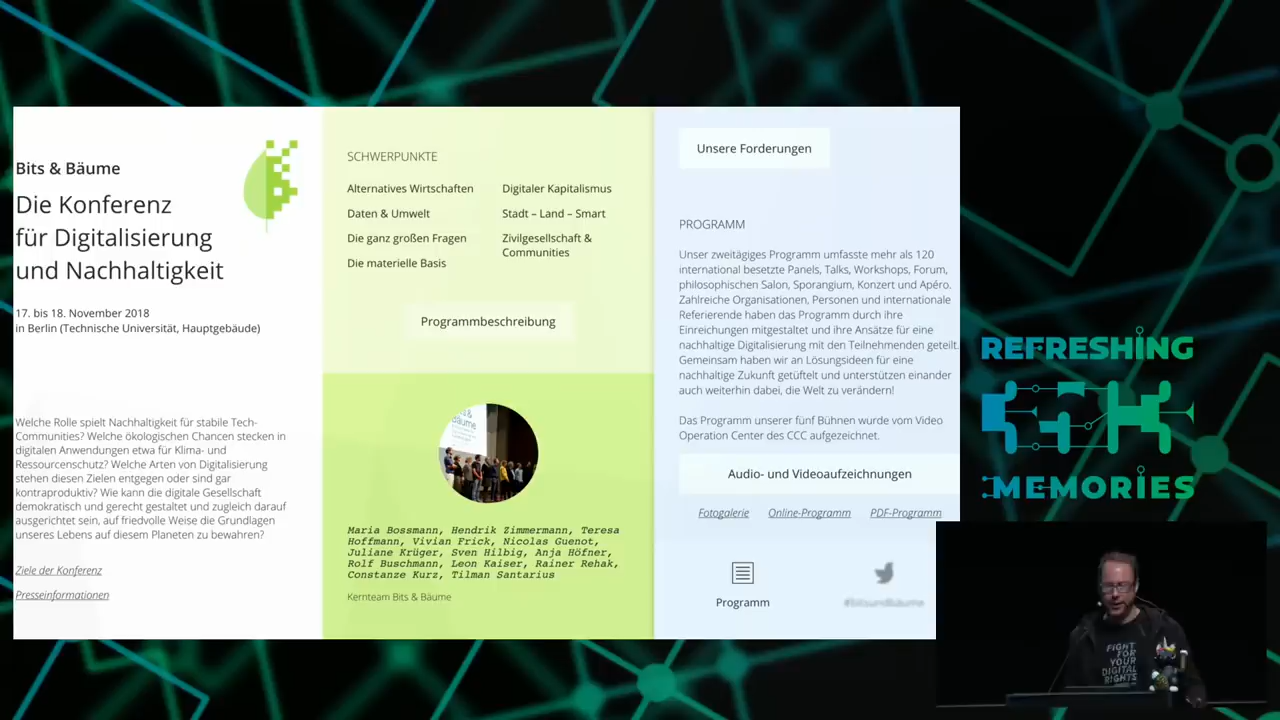 Bits & Bäume
Die Konferenz
für Digitalisierung
und Nachhaltigkeit
17. bis 18. November 2018
in Berlin (Technische Universität, Hauptgebäude)
Welche Rolle spielt Nachhaltigkeit für stabile Tech-
Communities? Welche ökologischen Chancen stecken in
digitalen Anwendungen etwa für Klima- und
Ressourcenschutz? Welche Arten von Digitalisierung
stehen diesen Zielen entgegen oder sind gar
kontraproduktiv? Wie kann die digitale Gesellschaft
demokratisch und gerecht gestaltet und zugleich darauf
ausgerichtet sein, auf friedvolle Weise die Grundlagen
unseres Lebens auf diesem Planeten zu bewahren?
Ziele der Konferenz
Presseinformationen
SCHWERPUNKTE
Alternatives Wirtschaften
Daten & Umwelt
Die ganz großen Fragen
Die materielle Basis
Digitaler Kapitalismus
Stadt – Land – Smart
Zivilgesellschaft &
Communities
Programmbeschreibung
Maria Bossmann, Hendrik Zimmermann, Teresa
Hoffmann, Vivian Frick, Nicolas Guenot,
Juliane Krüger, Sven Hilbig, Anja Höfner,
Rolf Buschmann, Leon Kaiser, Rainer Rehak,
Constanze Kurz, Tilman Santarius
Kernteam Bits & Bäume
Unsere Forderungen
PROGRAMM
Unser zweitägiges Programm umfasste mehr als 120
international besetzte Panels, Talks, Workshops, Forum,
philosophischen Salon, Sporangium, Konzert und Apéro.
Zahlreiche Organisationen, Personen und internationale
Referierende haben das Programm durch ihre
Einreichungen mitgestaltet und ihre Ansätze für eine
nachhaltige Digitalisierung mit den Teilnehmenden geteilt.
Gemeinsam haben wir an Lösungsideen für eine
nachhaltige Zukunft getüftelt und unterstützen einander
auch weiterhin dabei, die Welt zu verändern!
Das Programm unserer fünf Bühnen wurde vom Video
Operation Center des CCC aufgezeichnet.
Audio- und Videoaufzeichnungen
Fotogalerie Online-Programm PDF-Programm
Programm
#BitsundBäume
REFRESHING
MEMORIES
FIGHT
FOR
YOUR
DIGITAL
RIGHTS